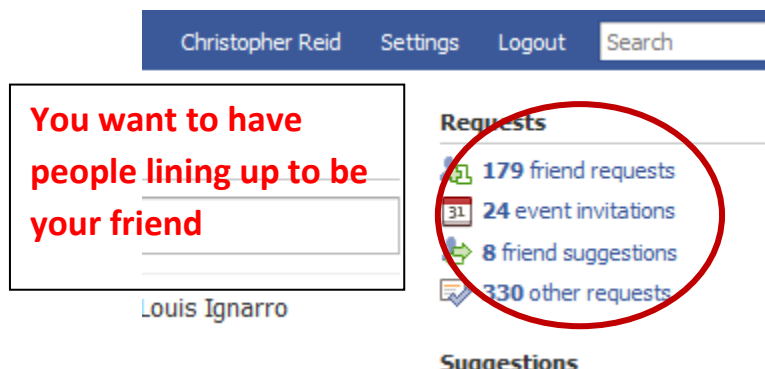 Christopher Reid Settings Logout Search
You want to have
people lining up to be
your friend
Requests
179 friend requests
31
24 event invitations
8 friend suggestions
330 other requests
Louis Ignarro
Suggestions